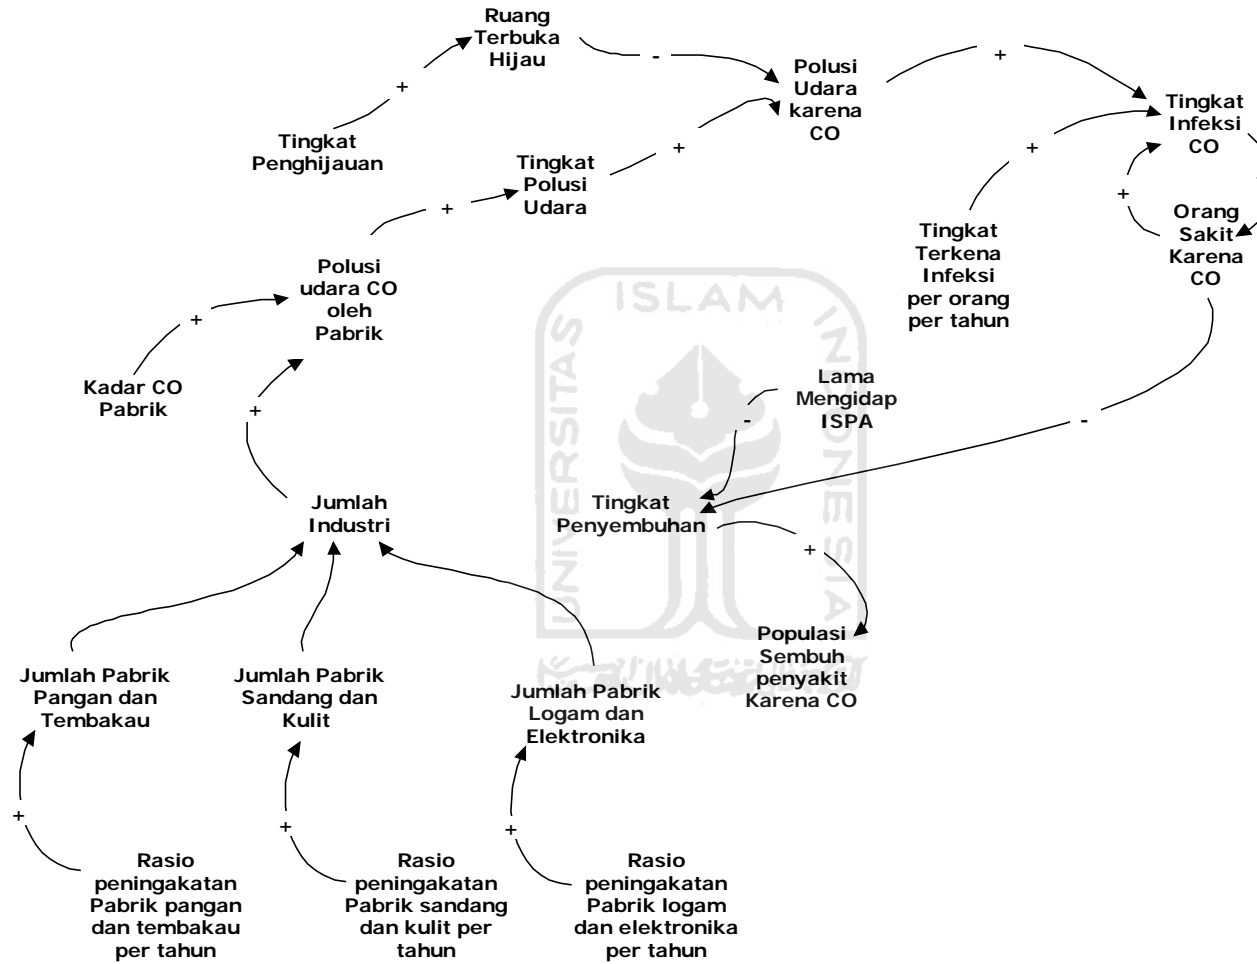 Ruang
Terbuka
Hijau
-
+
Polusi
Udara
karena
CO
+
Tingkat
Infeksi
CO
Tingkat
Penghijauan
+
Tingkat
Polusi
Udara
+
+
+
Orang
Sakit
Karena
CO
Tingkat
Terkena
Infeksi
per orang
per tahun
+
Polusi
udara CO
oleh
Pabrik
+
Kadar CO
Pabrik
+
Lama
Mengidap
ISPA
-
-
Jumlah
Industri
Tingkat
Penyembuhan
+
Populasi
Sembuh
penyakit
Karena CO
Jumlah Pabrik
Pangan dan
Tembakau
Jumlah Pabrik
Sandang dan
Kulit
Jumlah Pabrik
Logam dan
Elektronika
+
+
+
Rasio
peningakatan
Pabrik pangan
dan tembakau
per tahun
Rasio
peningakatan
Pabrik sandang
dan kulit per
tahun
Rasio
peningakatan
Pabrik logam
dan elektronika
per tahun
UNIVERSITAS
ISLAM
INDONESIA